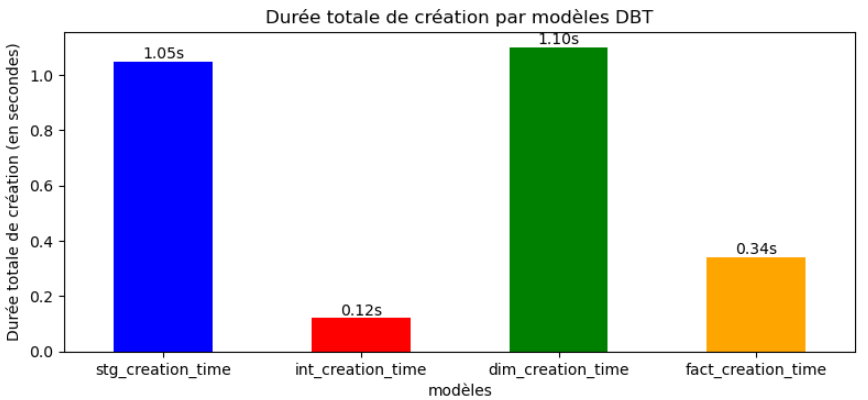 Durée totale de création par modèles DBT
Durée totale de création (en secondes)
1.0
0.8
0.6
0.4
0.2
0.0
1.05s
0.12s
1.10s
0.34s
stg_creation_time
int_creation_time
dim_creation_time
fact_creation_time
modèles